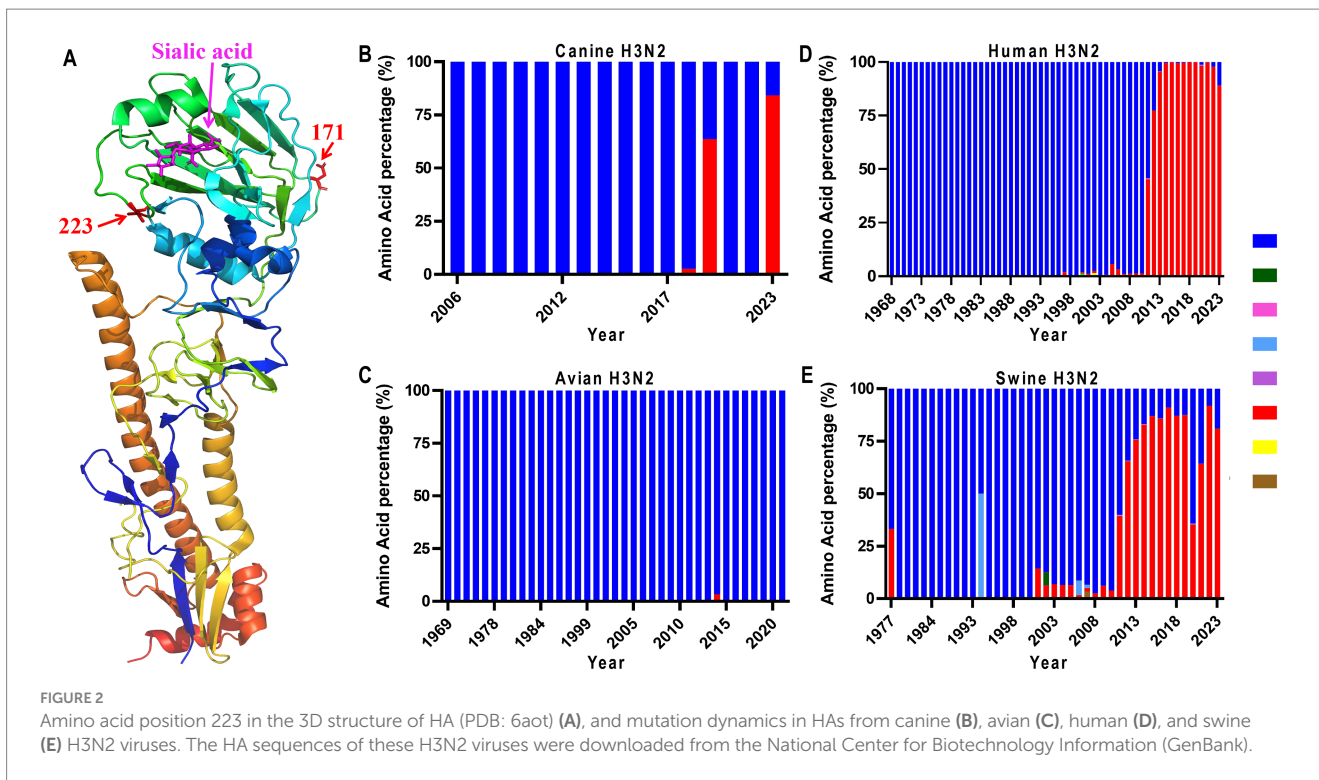 A
Sialic acid
171
223
B
Canine H3N2
Amino Acid percentage (%)
100
75
50
25
0
2006
2012
2017
2023
Year
C
Avian H3N2
Amino Acid percentage (%)
100
75
50
25
0
1969
1978
1984
1999
2005
2010
2015
2020
Year
D
Human H3N2
Amino Acid percentage (%)
100
75
50
25
0
1968
1973
1978
1983
1988
1993
1998
2003
2008
2013
2018
2023
Year
E
Swine H3N2
Amino Acid percentage (%)
100
75
50
25
0
1977
1984
1993
2003
2008
2013
2018
2023
Year
FIGURE 2
Amino acid position 223 in the 3D structure of HA (PDB: 6aot) (A), and mutation dynamics in HAs from canine (B), avian (C), human (D), and swine
(E) H3N2 viruses. The HA sequences of these H3N2 viruses were downloaded from the National Center for Biotechnology Information (GenBank).